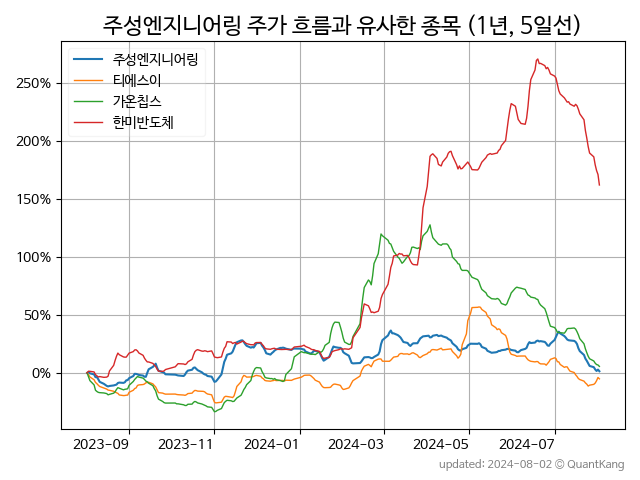 주성엔지니어링 주가 흐름과 유사한 종목 (1년, 5일선)
주성엔지니어링
티에스이
가온칩스
한미반도체
250%
200%
150%
100%
50%
0%
2023-09 2023-11 2024-01 2024-03 2024-05 2024-07
updated: 2024-08-02 © QuantKang